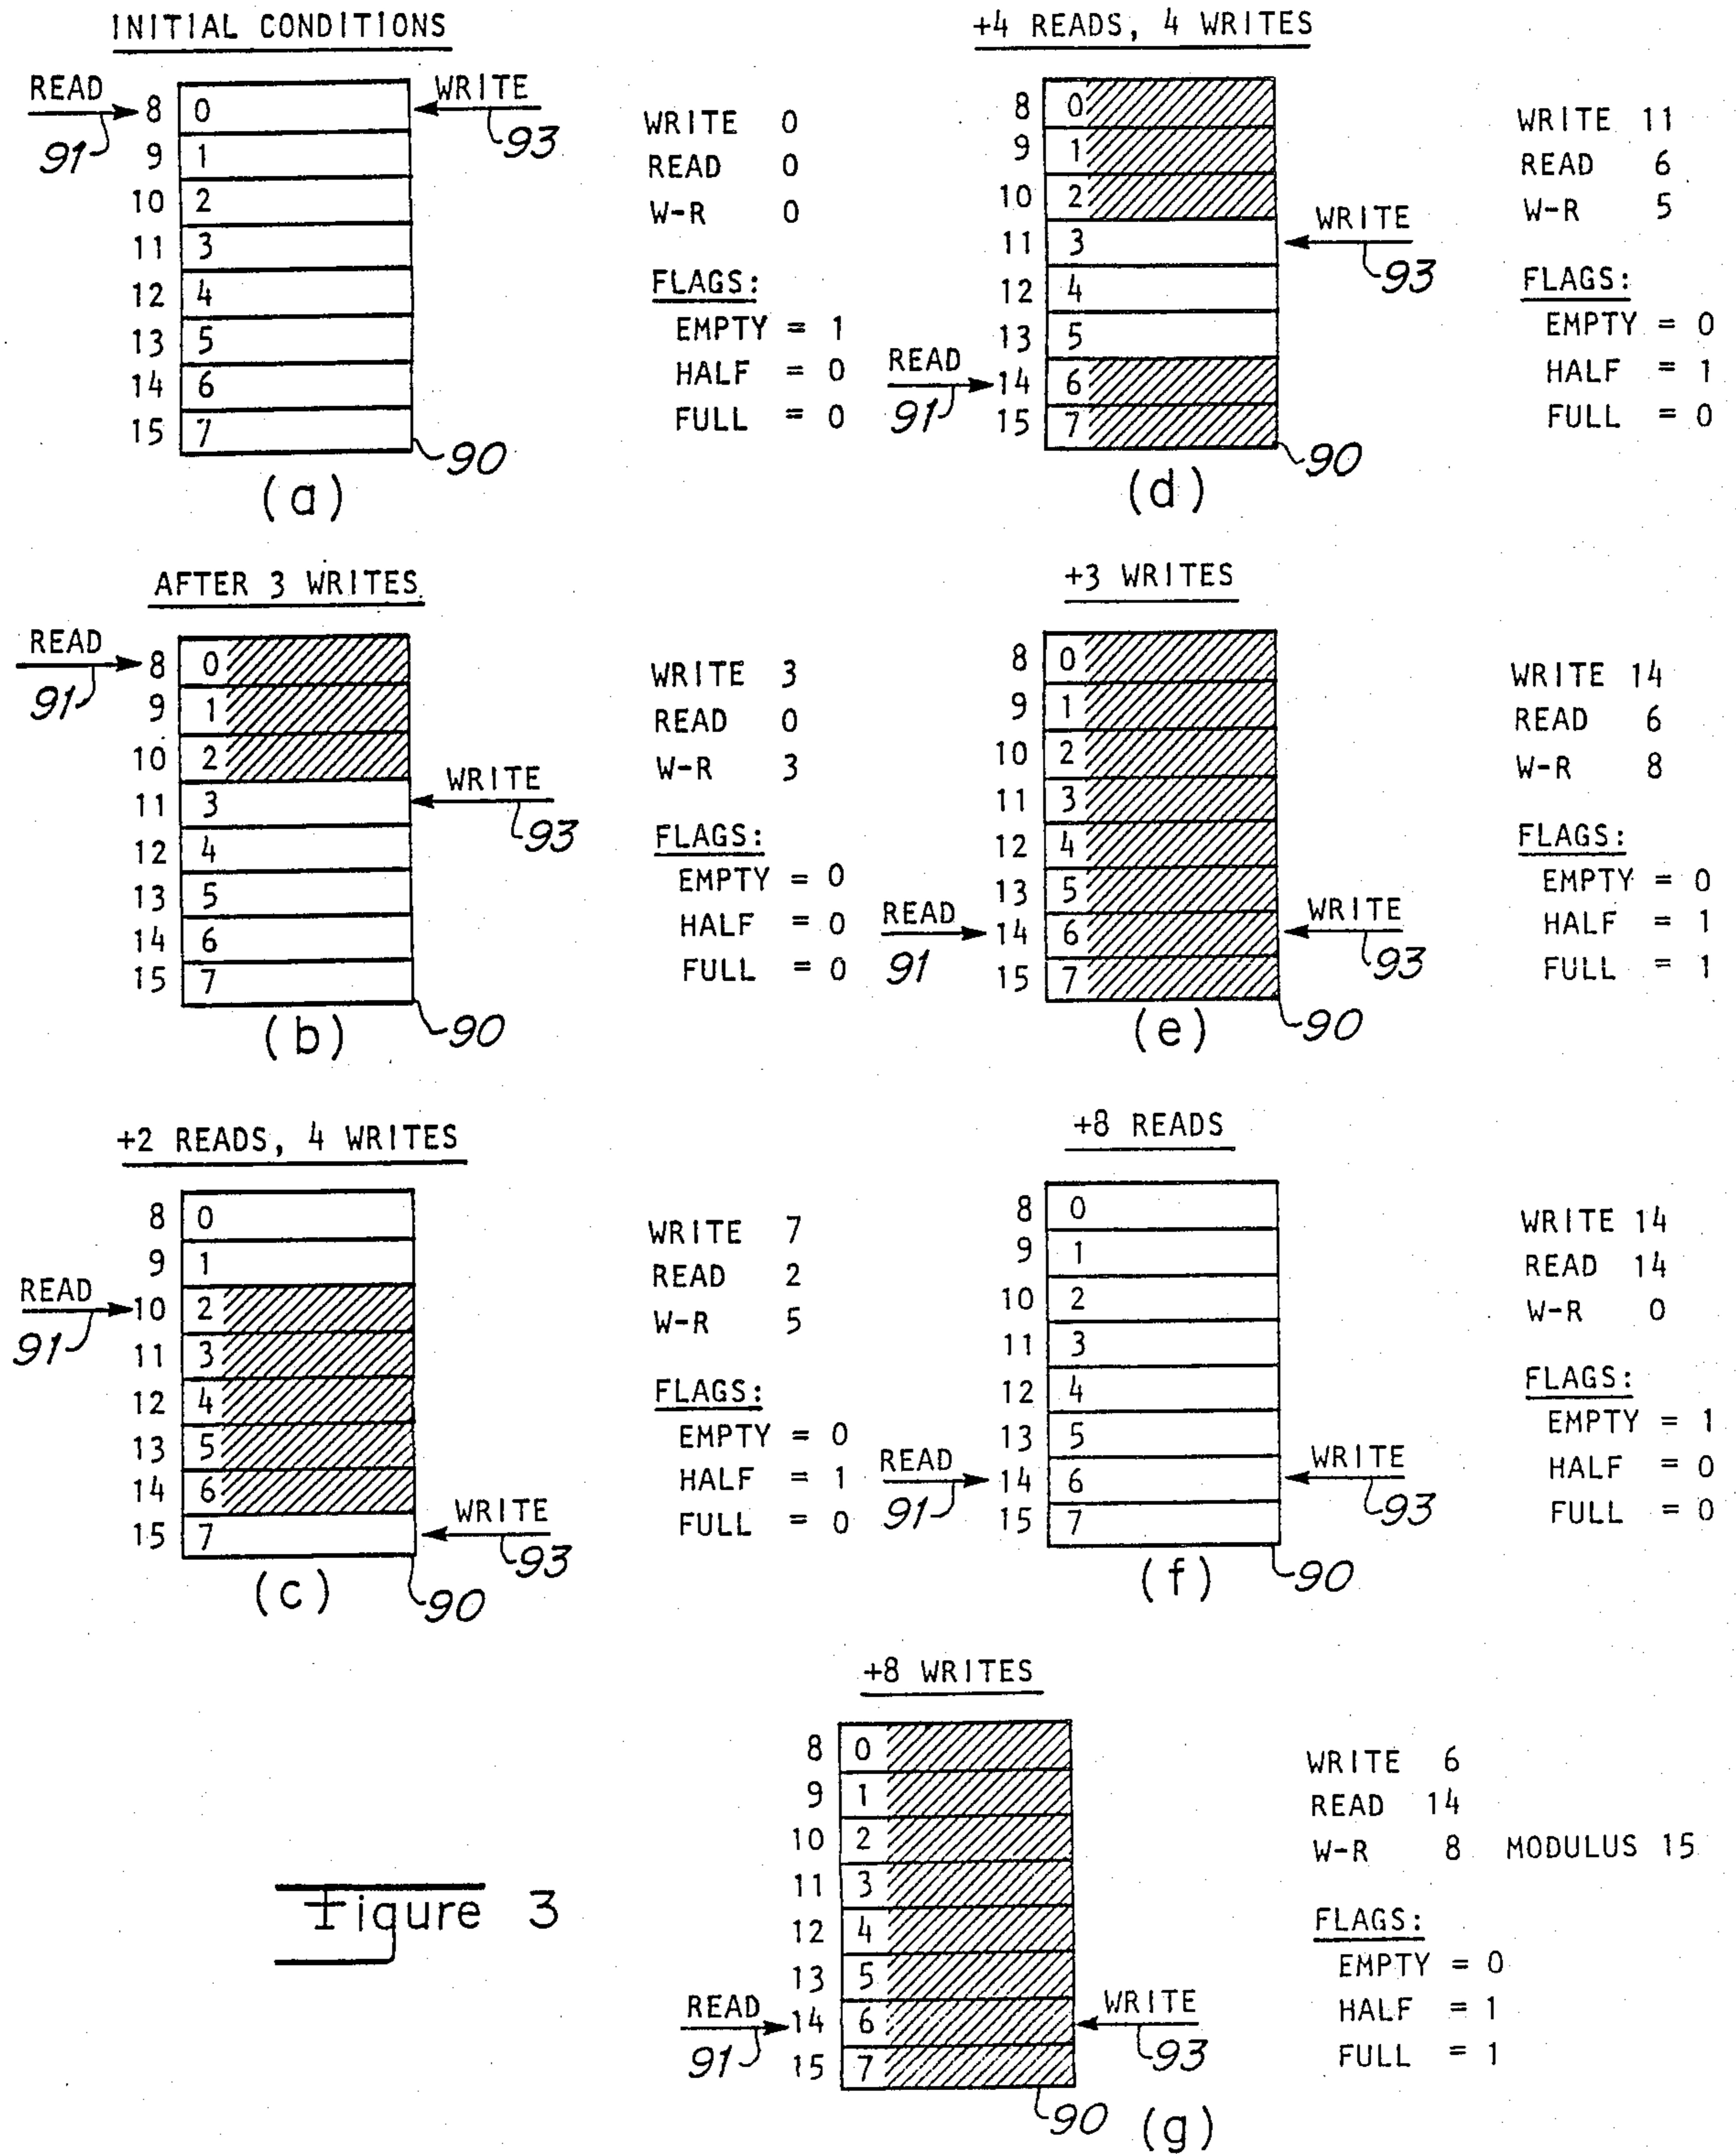 INITIAL CONDITIONS
READ
91
WRITE
93
8 0
9 1
10 2
11 3
12 4
13 5
14 6
15 7
90
(a)
WRITE 0
READ 0
W-R 0
FLAGS:
EMPTY = 1
HALF = 0
FULL = 0
AFTER 3 WRITES
READ
91
8 0
9 1
10 2
WRITE
93
11 3
12 4
13 5
14 6
15 7
90
(b)
WRITE 3
READ 0
W-R 3
FLAGS:
EMPTY = 0
HALF = 0
FULL = 0
+2 READS, 4 WRITES
8 0
9 1
READ
91
10 2
11 3
12 4
13 5
14 6
15 7
WRITE
93
90
(c)
WRITE 7
READ 2
W-R 5
FLAGS:
EMPTY = 0
HALF = 1
FULL = 0
+4 READS, 4 WRITES
8 0
9 1
10 2
11 3
WRITE
93
12 4
13 5
READ
91
14 6
15 7
90
(d)
WRITE 11
READ 6
W-R 5
FLAGS:
EMPTY = 0
HALF = 1
FULL = 0
+3 WRITES
8 0
9 1
10 2
11 3
12 4
13 5
READ
91
14 6
WRITE
93
15 7
90
(e)
WRITE 14
READ 6
W-R 8
FLAGS:
EMPTY = 0
HALF = 1
FULL = 1
+8 READS
8 0
9 1
10 2
11 3
12 4
13 5
READ
91
14 6
WRITE
93
15 7
90
(f)
WRITE 14
READ 14
W-R 0
FLAGS:
EMPTY = 1
HALF = 0
FULL = 0
+8 WRITES
8 0
9 1
10 2
11 3
12 4
13 5
READ
91
14 6
WRITE
93
15 7
90
(g)
WRITE 6
READ 14
W-R 8 MODULUS 15
FLAGS:
EMPTY = 0
HALF = 1
FULL = 1
Figure 3